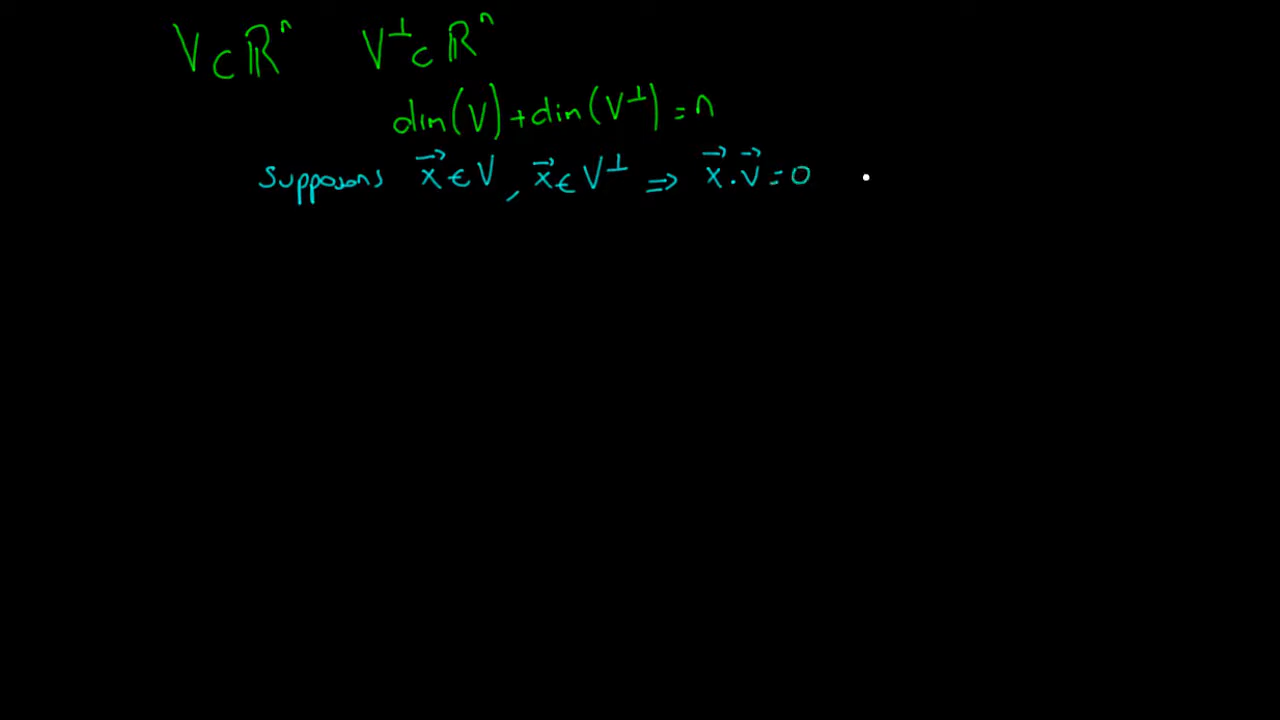 V ⊂ ℝⁿ V^⊥ ⊂ ℝⁿ
dim(V) + dim(V^⊥) = n
Supposons x⃗ ∈ V, x⃗ ∈ V^⊥ ⇒ x⃗ . v⃗ = 0